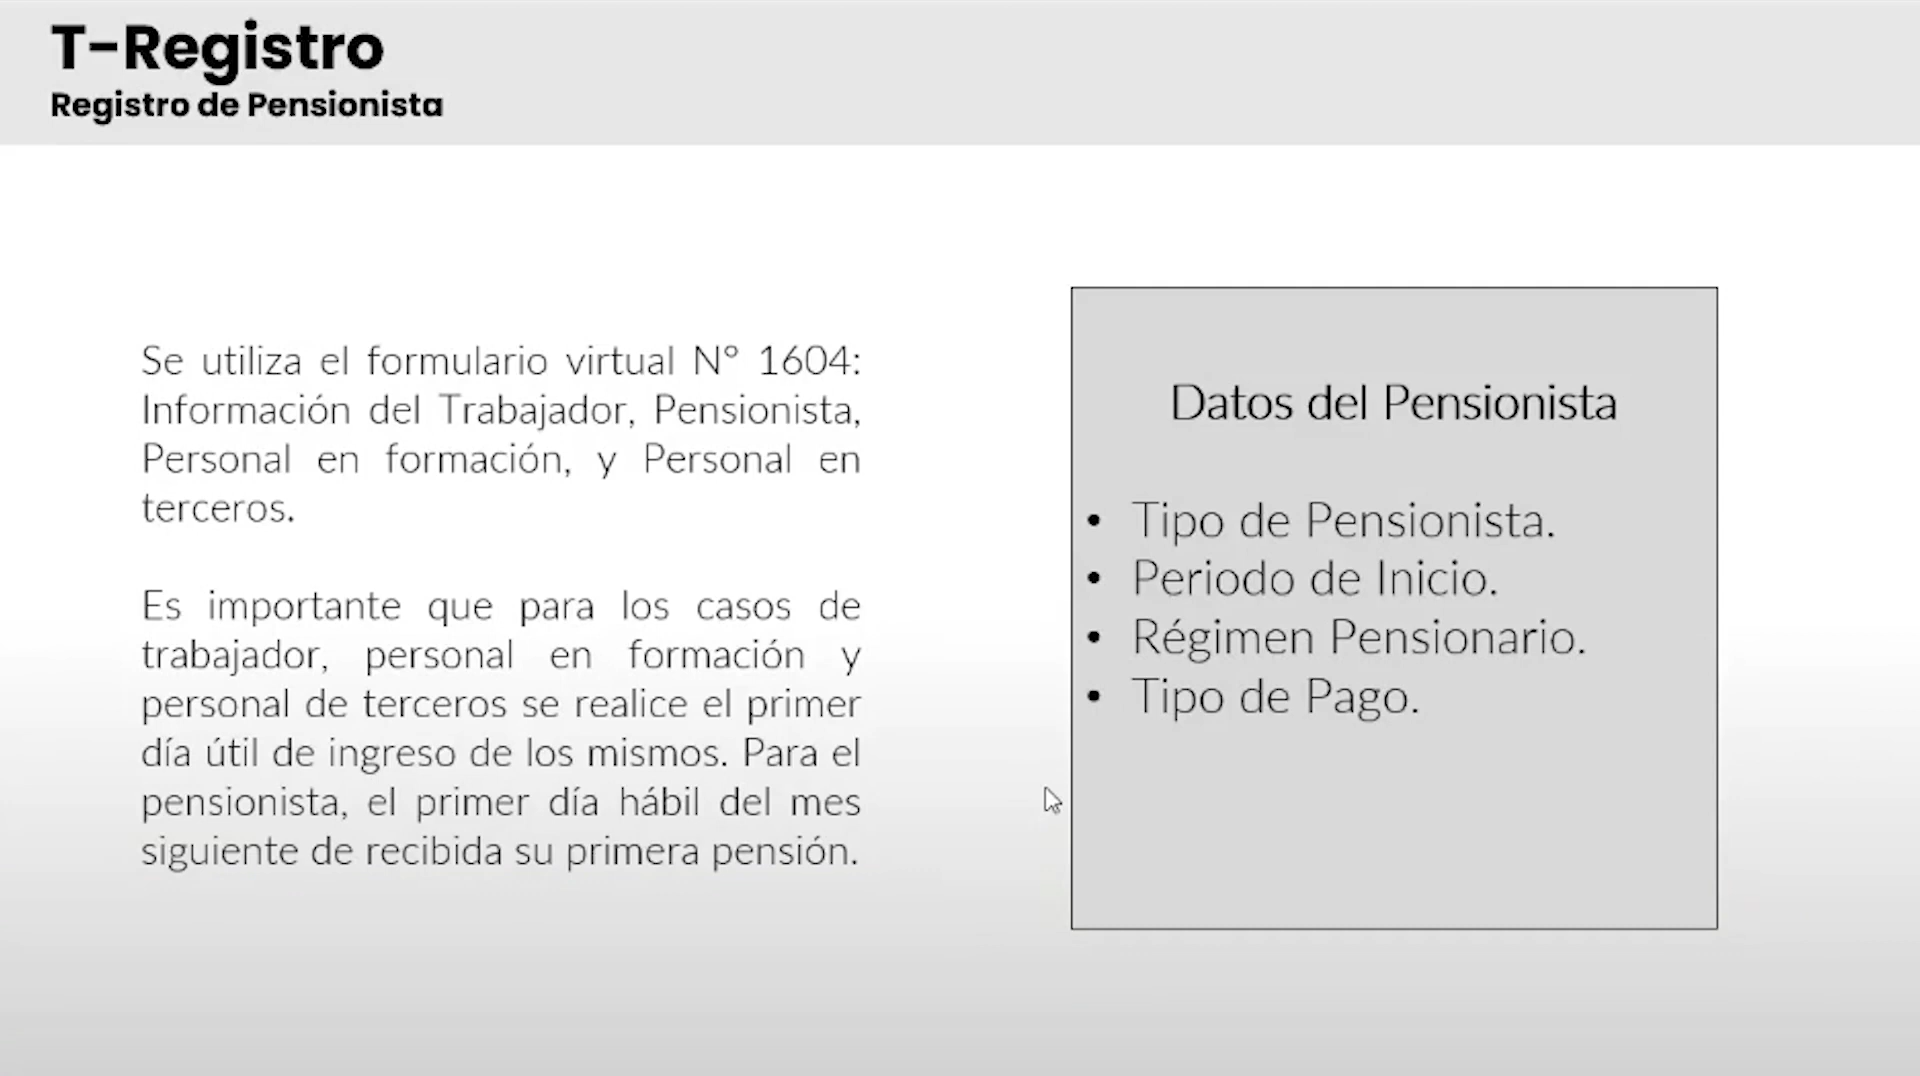 T-Registro
Registro de Pensionista
Se utiliza el formulario virtual N° 1604:
Información del Trabajador, Pensionista,
Personal en formación, y Personal en
terceros.
Es importante que para los casos de
trabajador, personal en formación y
personal de terceros se realice el primer
día útil de ingreso de los mismos. Para el
pensionista, el primer día hábil del mes
siguiente de recibida su primera pensión.
Datos del Pensionista
• Tipo de Pensionista.
• Periodo de Inicio.
• Régimen Pensionario.
• Tipo de Pago.